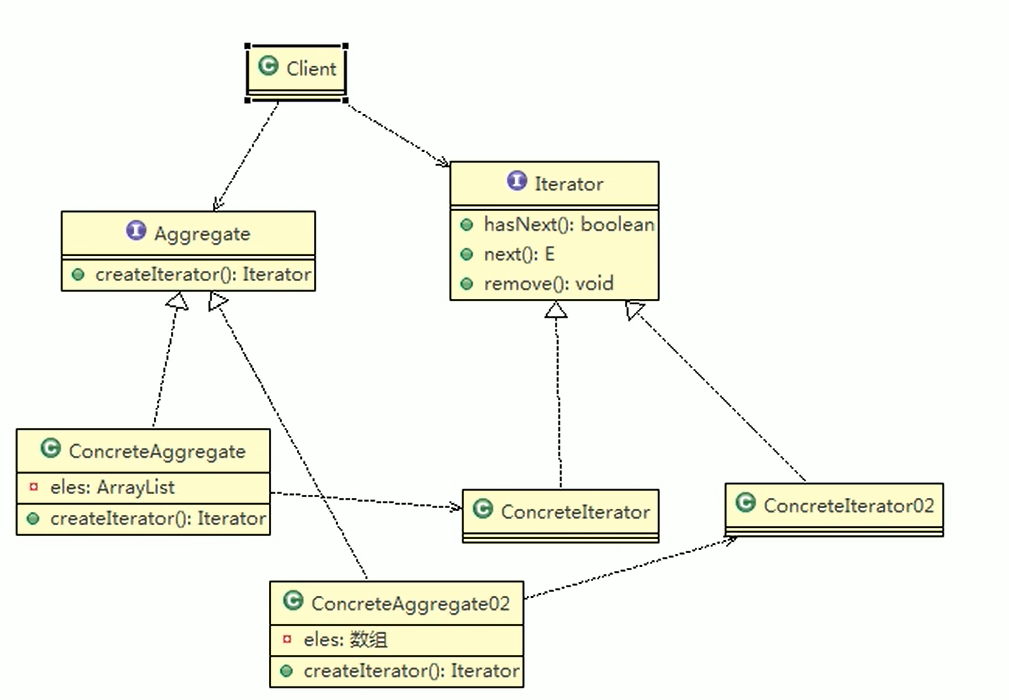 Client
Iterator
hasNext(): boolean
next(): E
remove(): void
Aggregate
createIterator(): Iterator
ConcreteAggregate
eles: ArrayList
createIterator(): Iterator
ConcreteIterator
ConcreteIterator02
ConcreteAggregate02
eles: 数组
createIterator(): Iterator